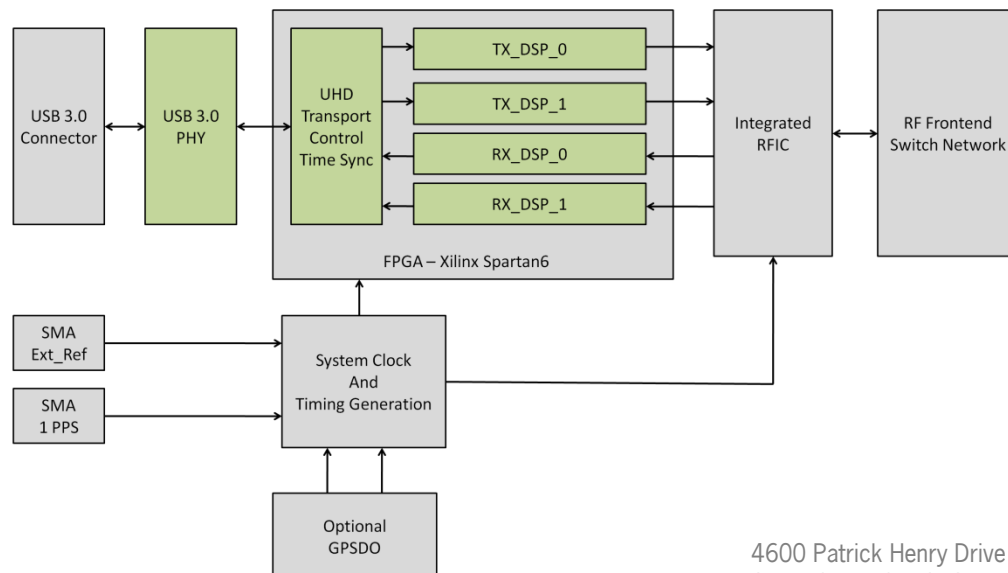 USB 3.0
Connector
USB 3.0
PHY
UHD
Transport
Control
Time Sync
TX_DSP_0
TX_DSP_1
RX_DSP_0
RX_DSP_1
FPGA – Xilinx Spartan6
Integrated
RFIC
RF Frontend
Switch Network
SMA
Ext_Ref
SMA
1 PPS
System Clock
And
Timing Generation
Optional
GPSDO
4600 Patrick Henry Drive